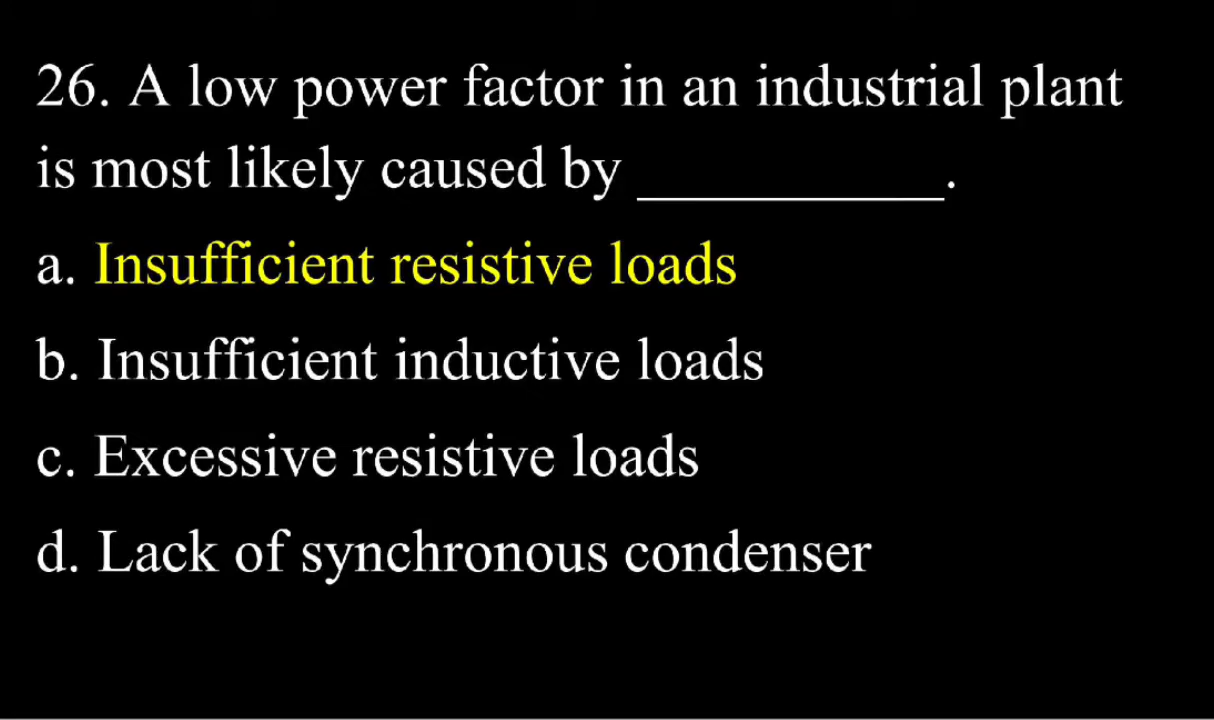 26. A low power factor in an industrial plant
is most likely caused by ___________.
a. Insufficient resistive loads
b. Insufficient inductive loads
c. Excessive resistive loads
d. Lack of synchronous condenser